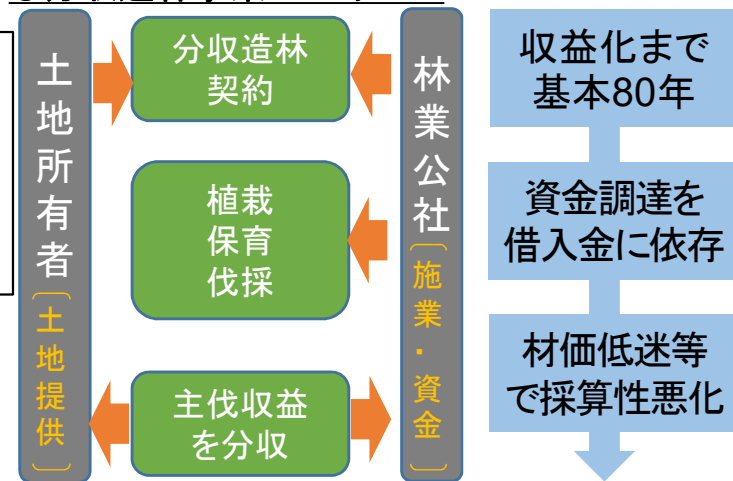 土地所有者〔土地提供〕
分収造林
契約
植栽
保育
伐採
主伐収益
を分収
林業公社〔施業・資金〕
収益化まで
基本80年
資金調達を
借入金に依存
材価低迷等
で採算性悪化